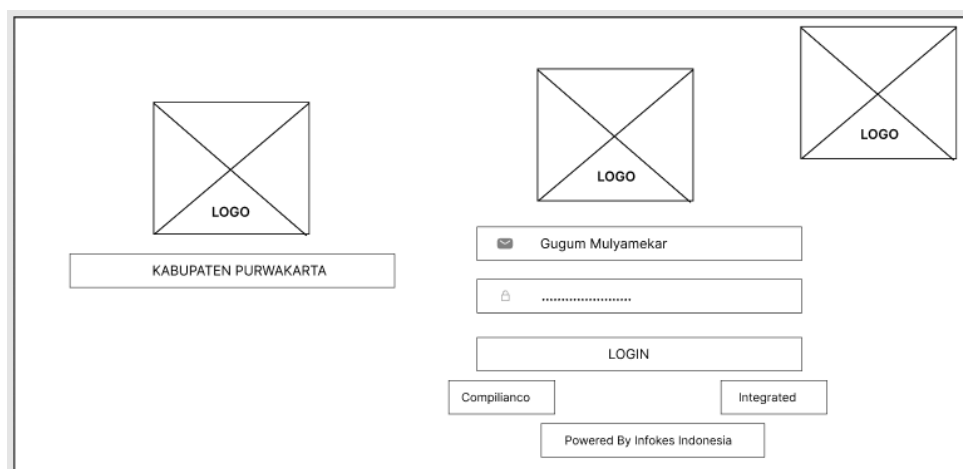 LOGO
KABUPATEN PURWAKARTA
LOGO
LOGO
Gugum Mulyamekar
.......................
LOGIN
Compilianco
Integrated
Powered By Infokes Indonesia